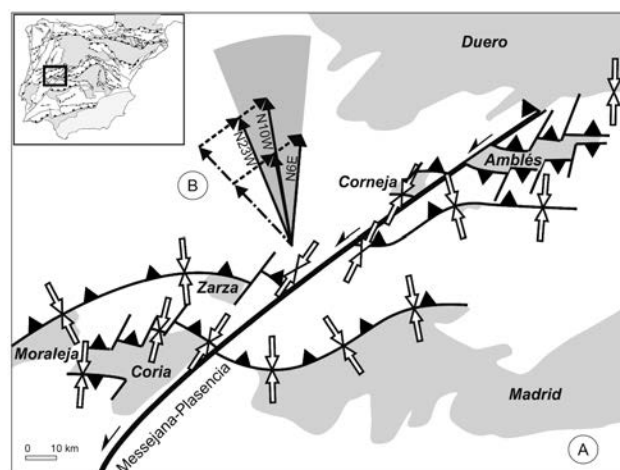 Duero
B
N23W
N10W
N6E
Amblés
Corneja
Zarza
Moraleja
Coria
Messejana-Plasencia
Madrid
0 10 km
A